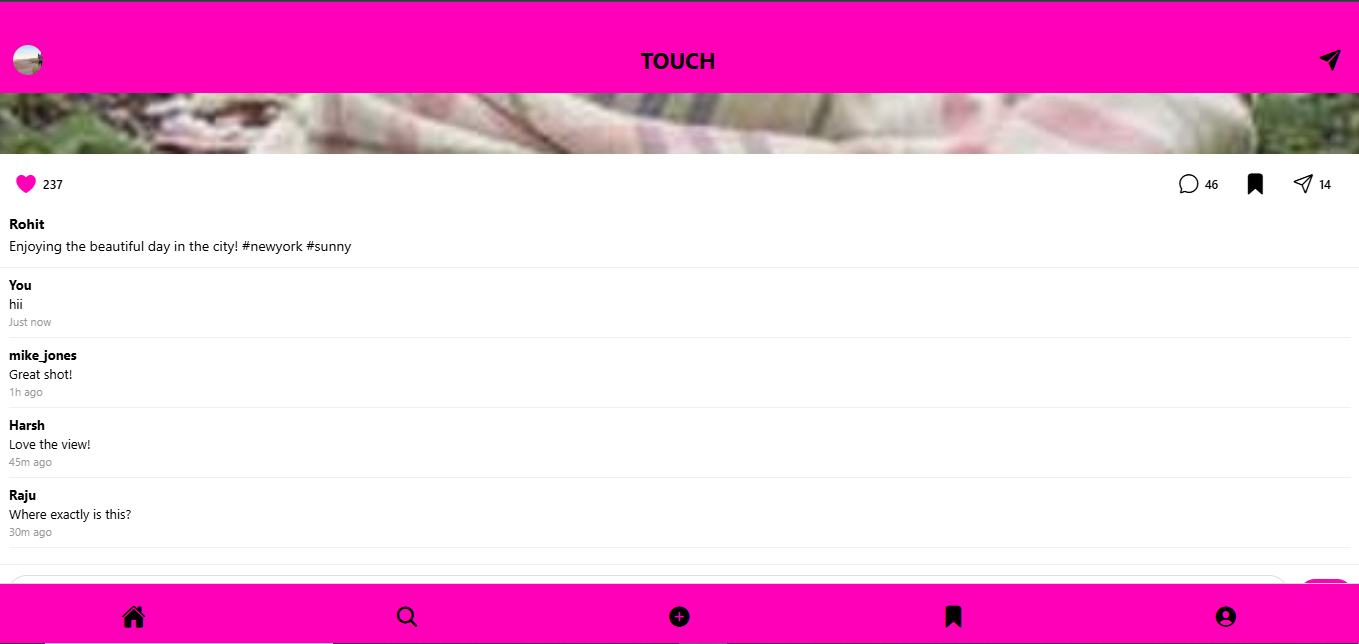 TOUCH
237
46
14
Rohit
Enjoying the beautiful day in the city! #newyork #sunny
You
hii
Just now
mike_jones
Great shot!
1h ago
Harsh
Love the view!
45m ago
Raju
Where exactly is this?
30m ago